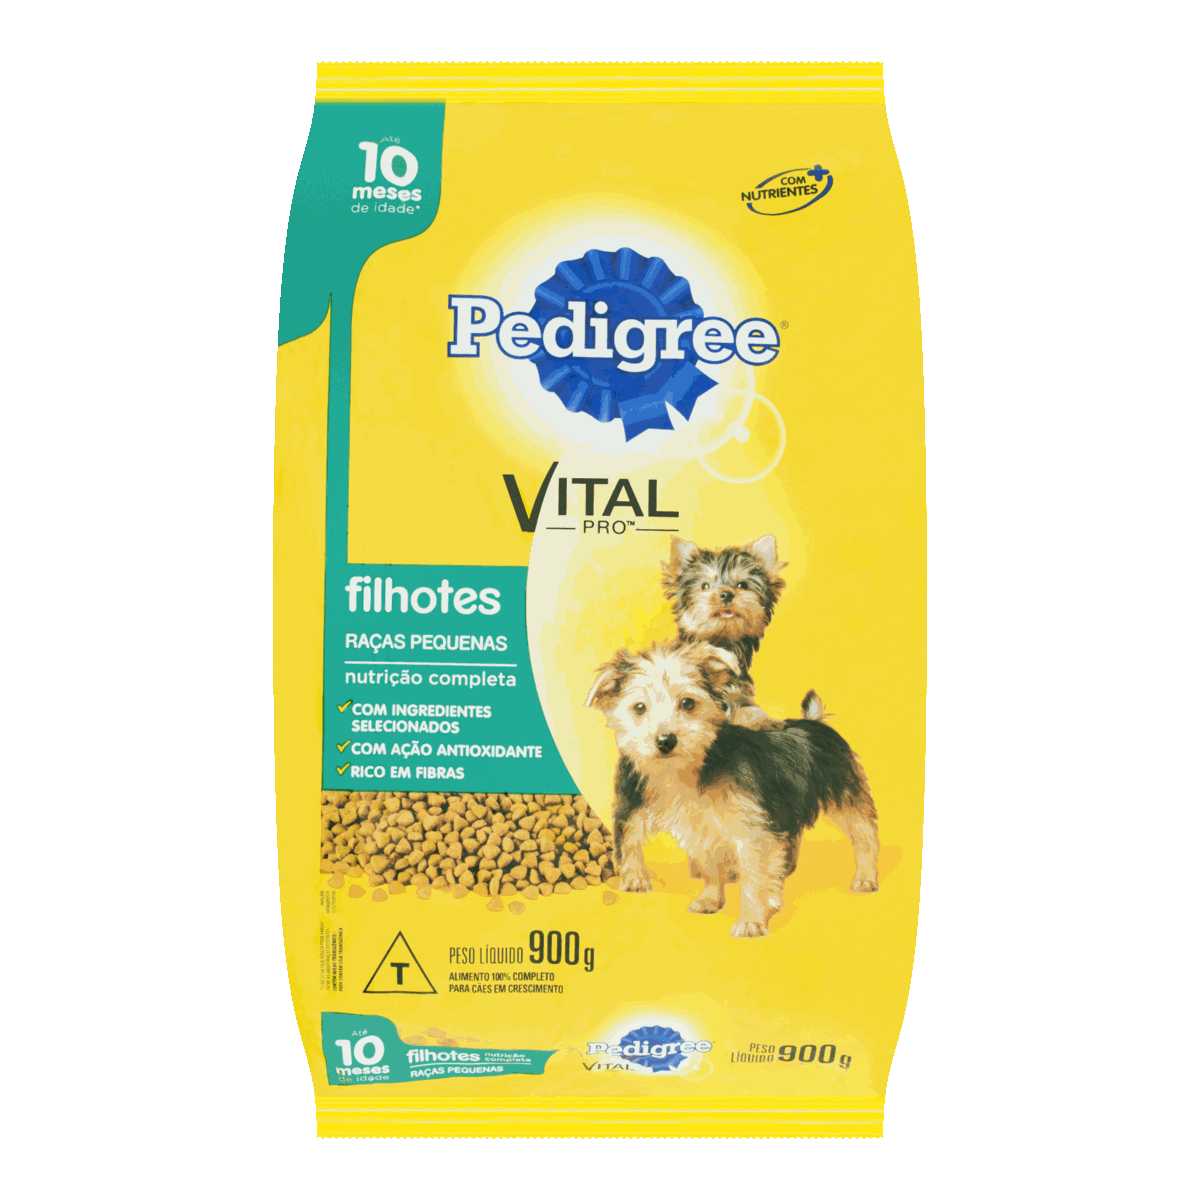 Até
10
meses
de idade*
COM
NUTRIENTES
Pedigree®
VITAL
PRO™
filhotes
RAÇAS PEQUENAS
nutrição completa
COM INGREDIENTES
SELECIONADOS
COM AÇÃO ANTIOXIDANTE
RICO EM FIBRAS
T
PESO LÍQUIDO 900g
ALIMENTO 100% COMPLETO
PARA CÃES EM CRESCIMENTO
Até
10
meses
de idade
filhotes nutrição
completa
RAÇAS PEQUENAS
Pedigree
VITAL
PESO
LÍQUIDO 900g